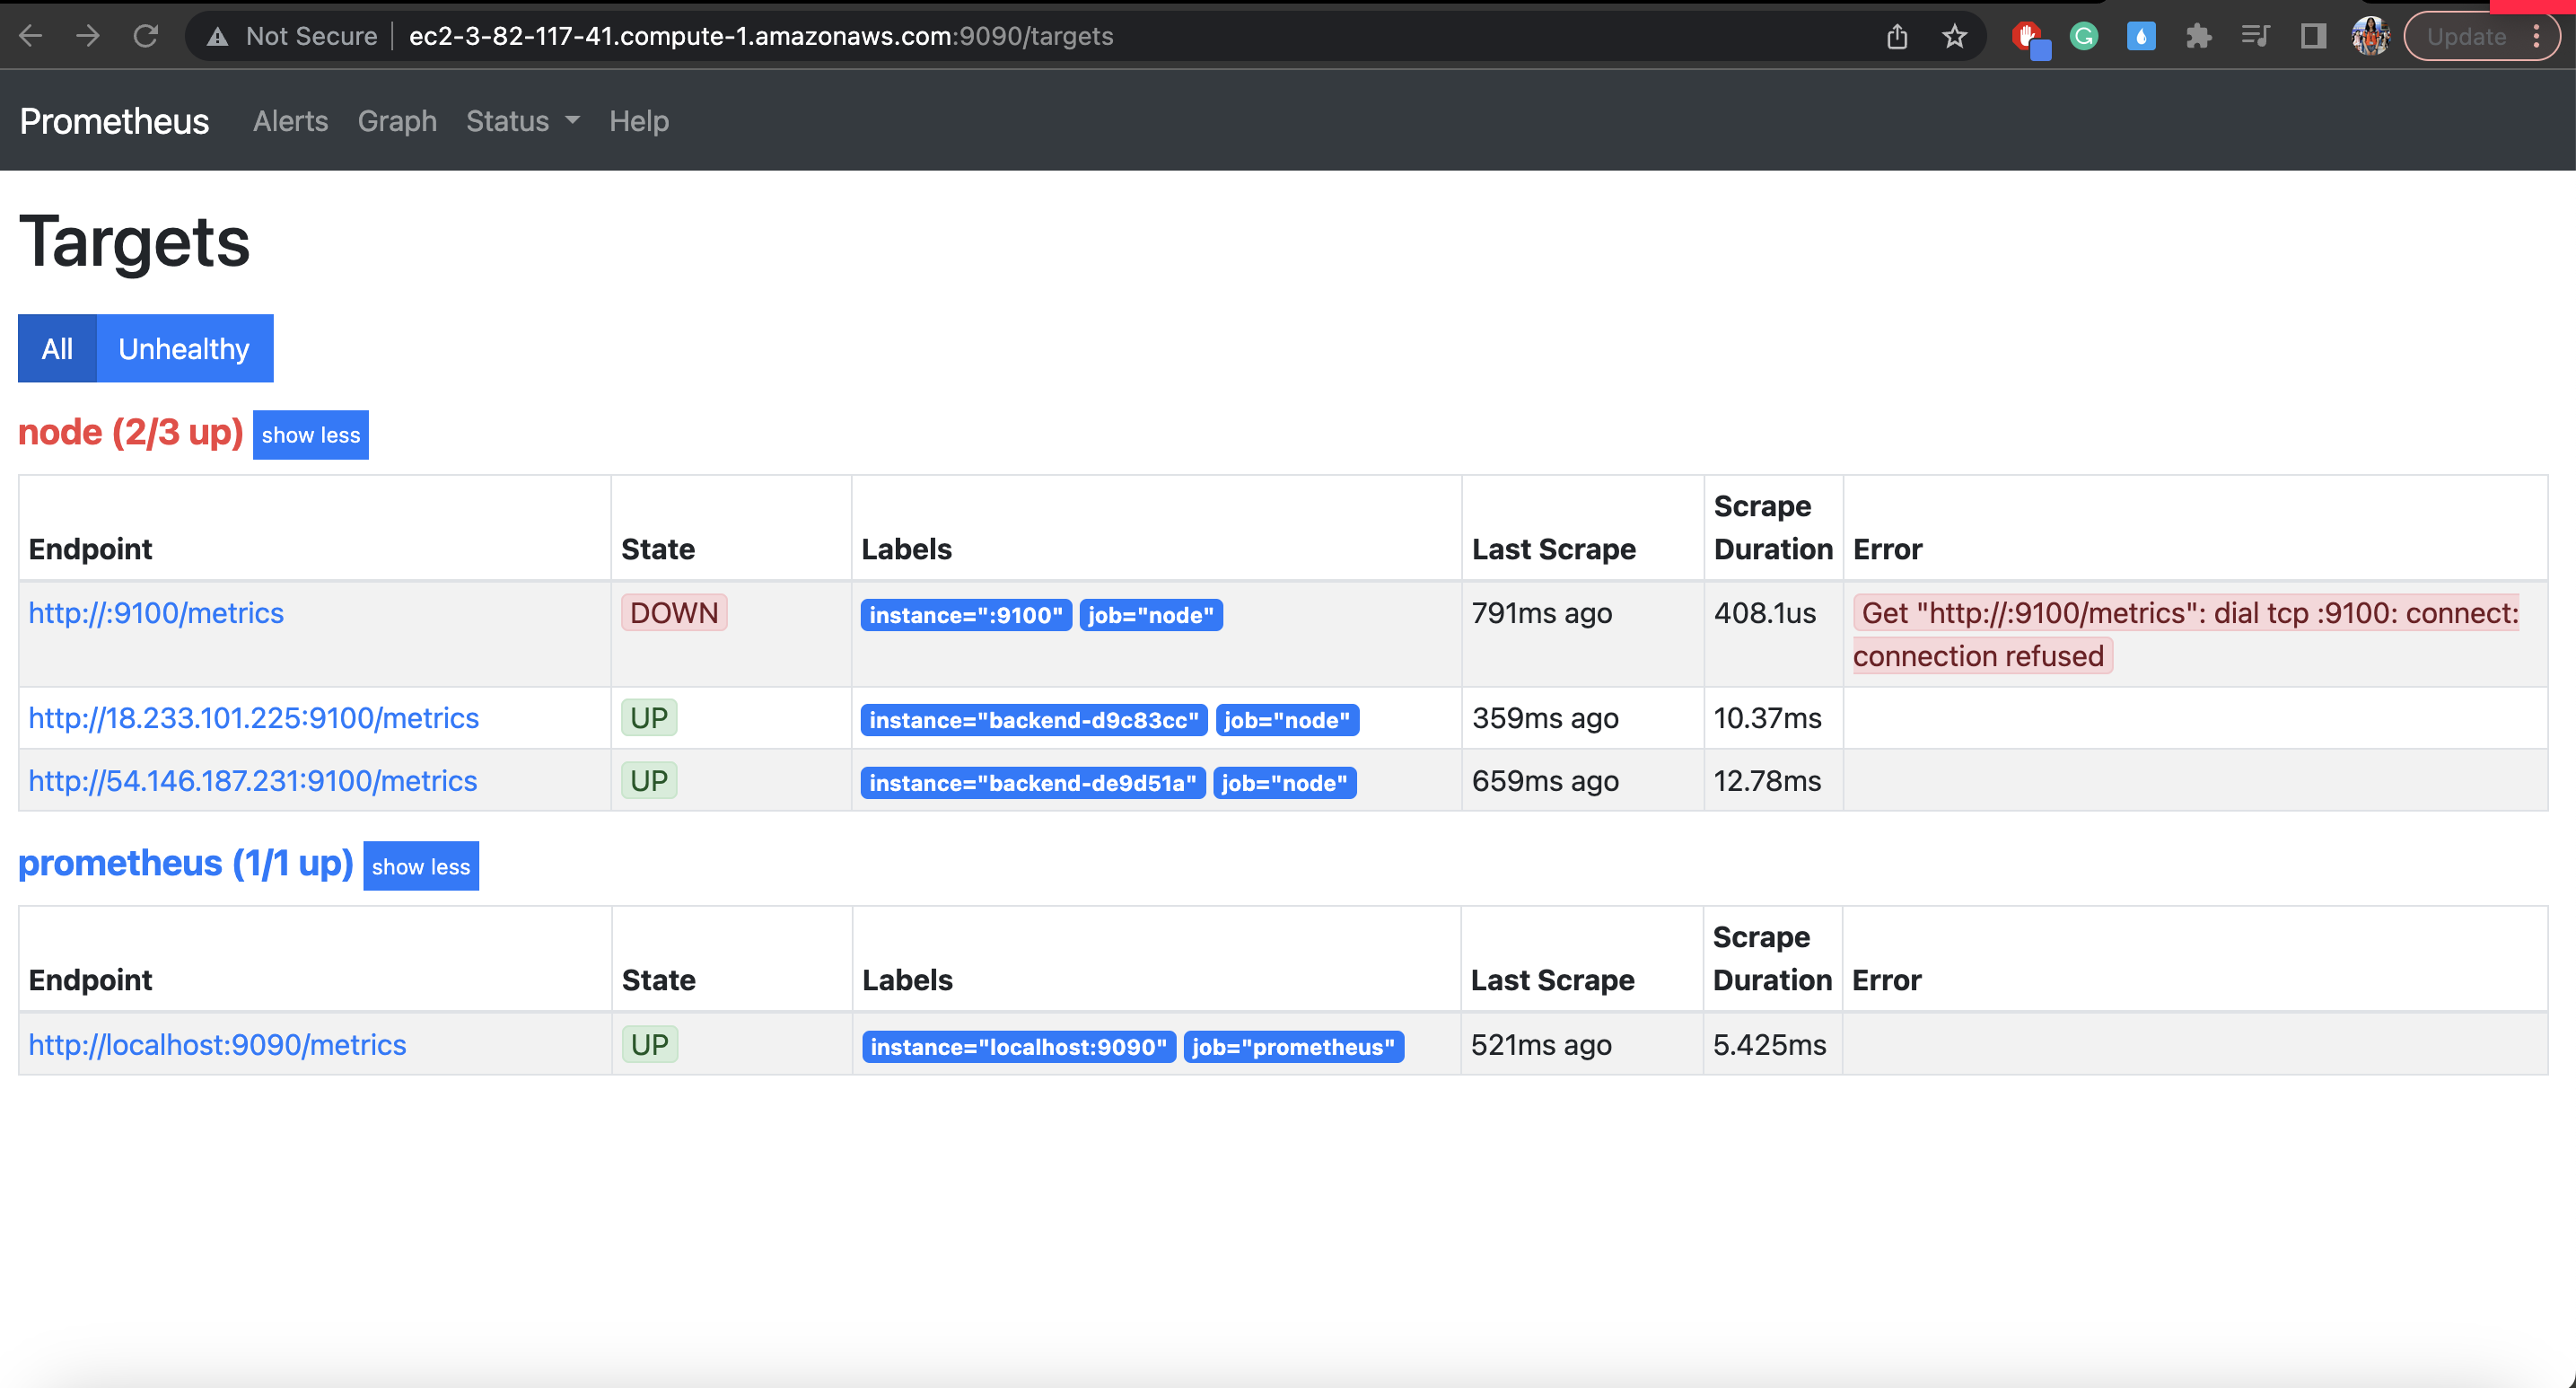 Not Secure ec2-3-82-117-41.compute-1.amazonaws.com:9090/targets Update
Prometheus Alerts Graph Status Help
Targets
All Unhealthy
node (2/3 up) show less
Endpoint State Labels Last Scrape Scrape Duration Error
http://:9100/metrics DOWN instance=":9100" job="node" 791ms ago 408.1us Get "http://:9100/metrics": dial tcp :9100: connect:
connection refused
http://18.233.101.225:9100/metrics UP instance="backend-d9c83cc" job="node" 359ms ago 10.37ms
http://54.146.187.231:9100/metrics UP instance="backend-de9d51a" job="node" 659ms ago 12.78ms
prometheus (1/1 up) show less
Endpoint State Labels Last Scrape Scrape Duration Error
http://localhost:9090/metrics UP instance="localhost:9090" job="prometheus" 521ms ago 5.425ms